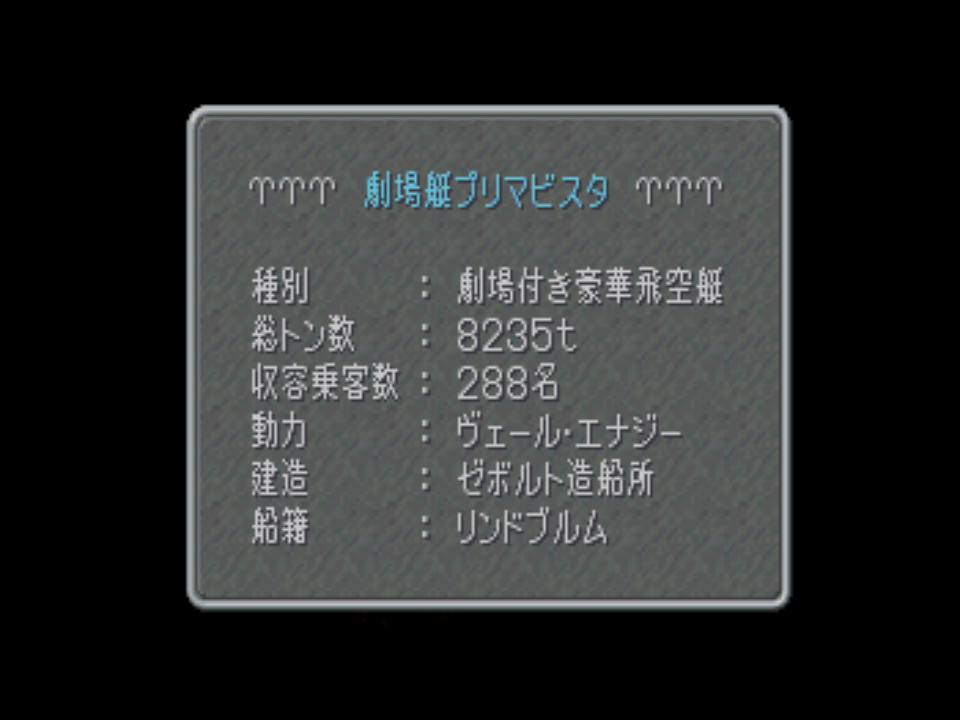 ♈♈♈ 劇場艇プリマビスタ ♈♈♈
種別 : 劇場付き豪華飛空艇
総トン数 : 8235t
収容乗客数 : 288名
動力 : ヴェール・エナジー
建造 : ゼボルト造船所
船籍 : リンドブルム